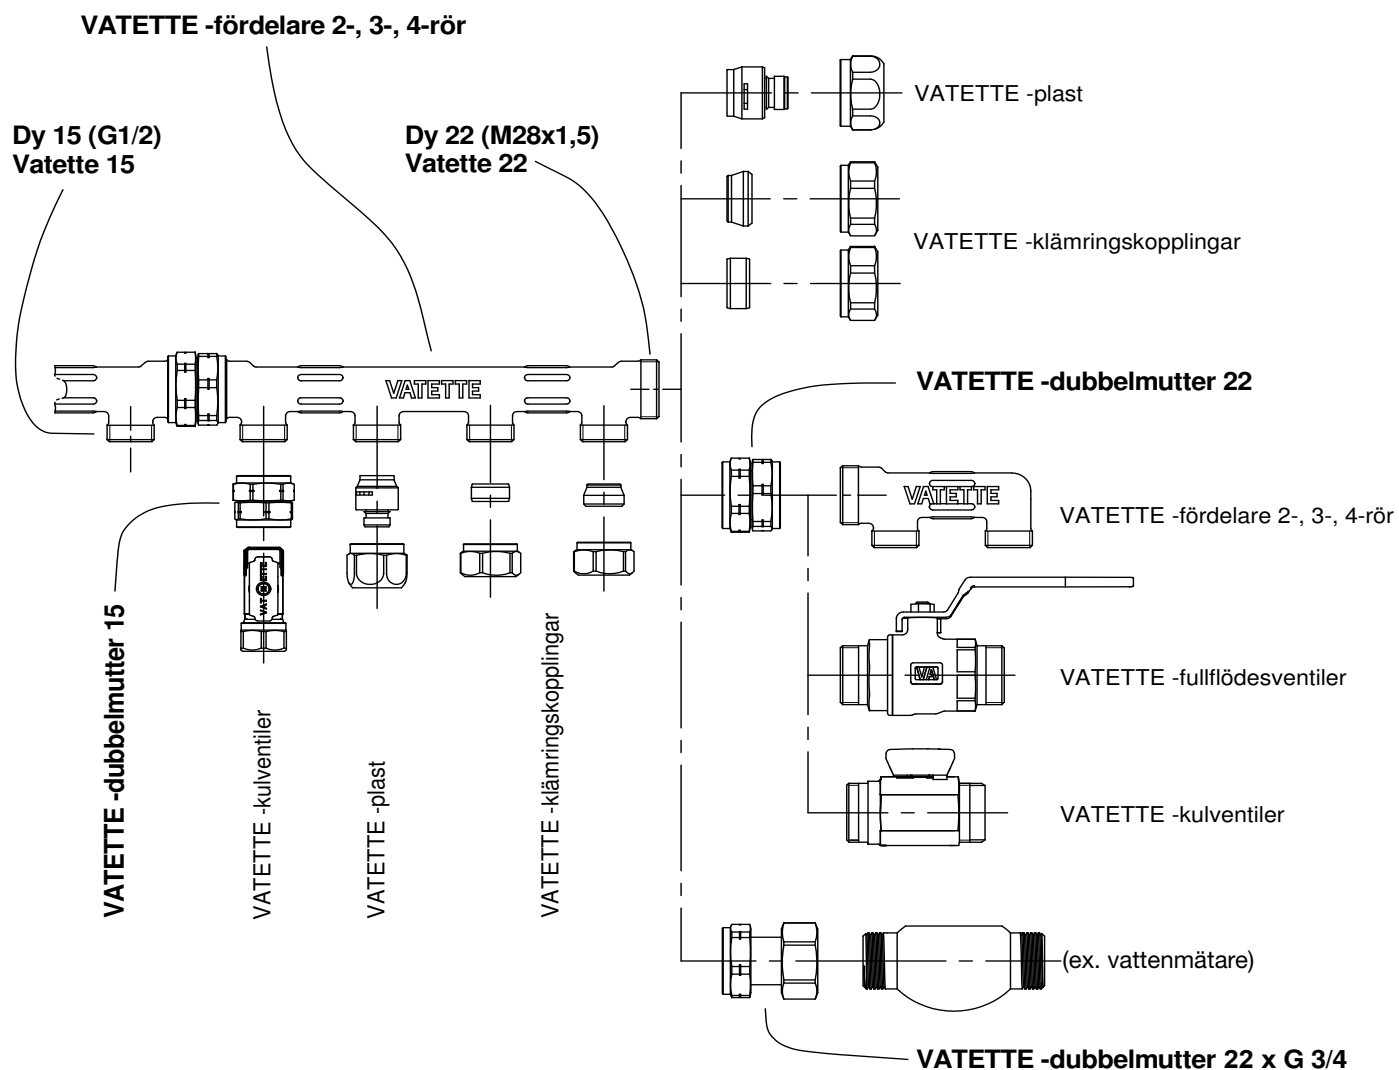 VATETTE -fördelare 2-, 3-, 4-rör
VATETTE -plast
Dy 15 (G1/2)
Vatette 15
Dy 22 (M28x1,5)
Vatette 22
VATETTE -klämringskopplingar
VATETTE
VATETTE -dubbelmutter 22
VATETTE
VATETTE -fördelare 2-, 3-, 4-rör
VATETTE
VATETTE -dubbelmutter 15
VATETTE -kulventiler
VATETTE -plast
VATETTE -klämringskopplingar
VA
VATETTE -fullflödesventiler
VATETTE -kulventiler
(ex. vattenmätare)
VATETTE -dubbelmutter 22 x G 3/4